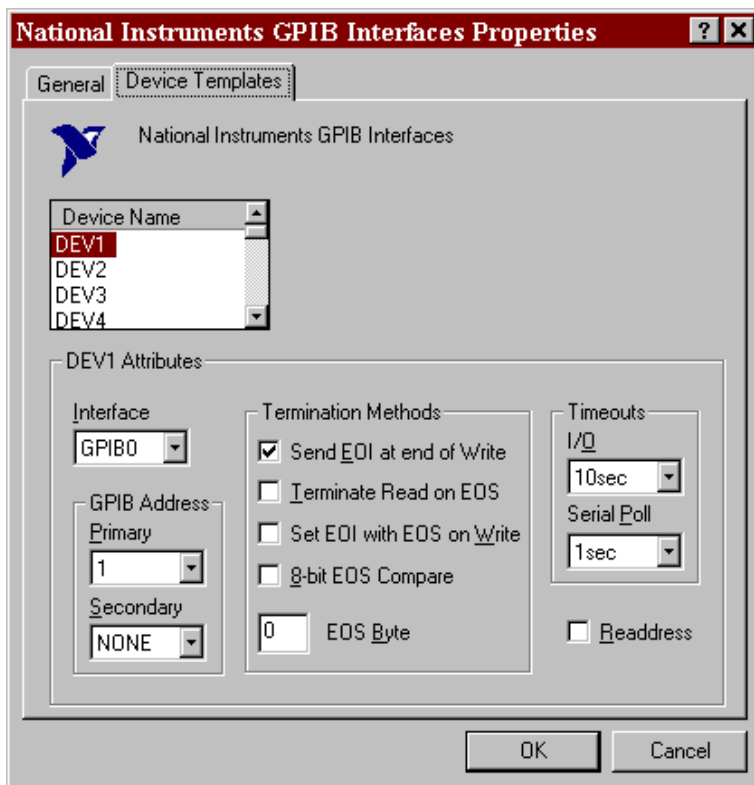 National Instruments GPIB Interfaces Properties
General
Device Templates
National Instruments GPIB Interfaces
Device Name
DEV1
DEV2
DEV3
DEV4
DEV1 Attributes
Interface
GPIB0
GPIB Address
Primary
1
Secondary
NONE
Termination Methods
Send EOI at end of Write
Terminate Read on EOS
Set EOI with EOS on Write
8-bit EOS Compare
0 EOS Byte
Timeouts
I/O
10sec
Serial Poll
1sec
Readdress
OK
Cancel